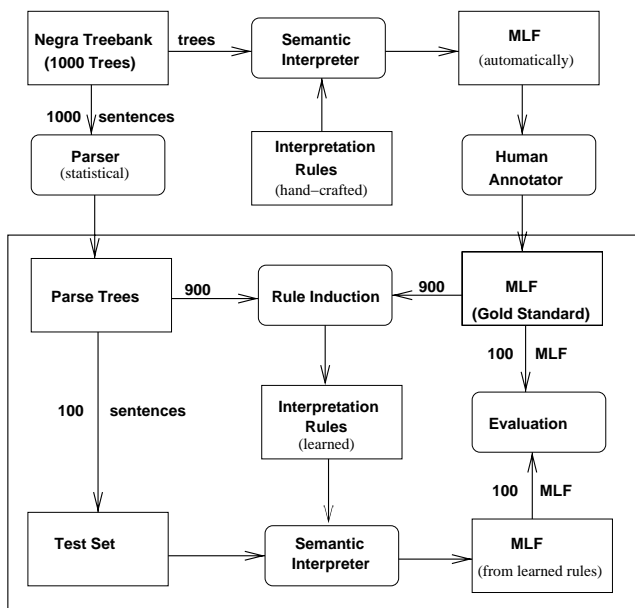 Negra Treebank
(1000 Trees)
trees
Semantic
Interpreter
MLF
(automatically)
1000 sentences
Parser
(statistical)
Interpretation
Rules
(hand–crafted)
Human
Annotator
Parse Trees
900
Rule Induction
900
MLF
(Gold Standard)
100 MLF
100 sentences
Interpretation
Rules
(learned)
Evaluation
100 MLF
Test Set
Semantic
Interpreter
MLF
(from learned rules)